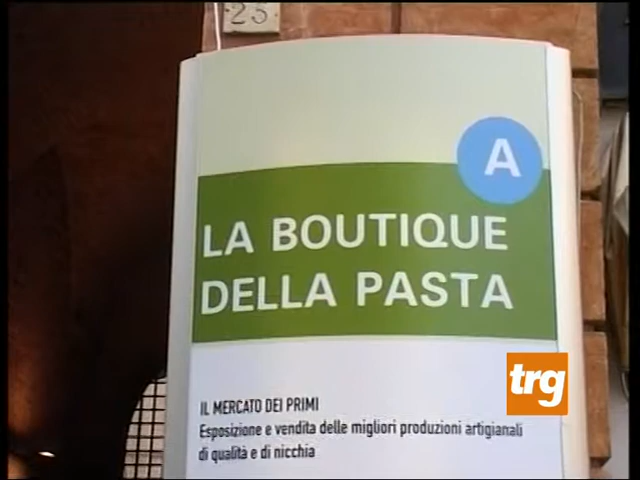 25
A
LA BOUTIQUE
DELLA PASTA
trg
IL MERCATO DEI PRIMI
Esposizione e vendita delle migliori produzioni artigianali
di qualità e di nicchia